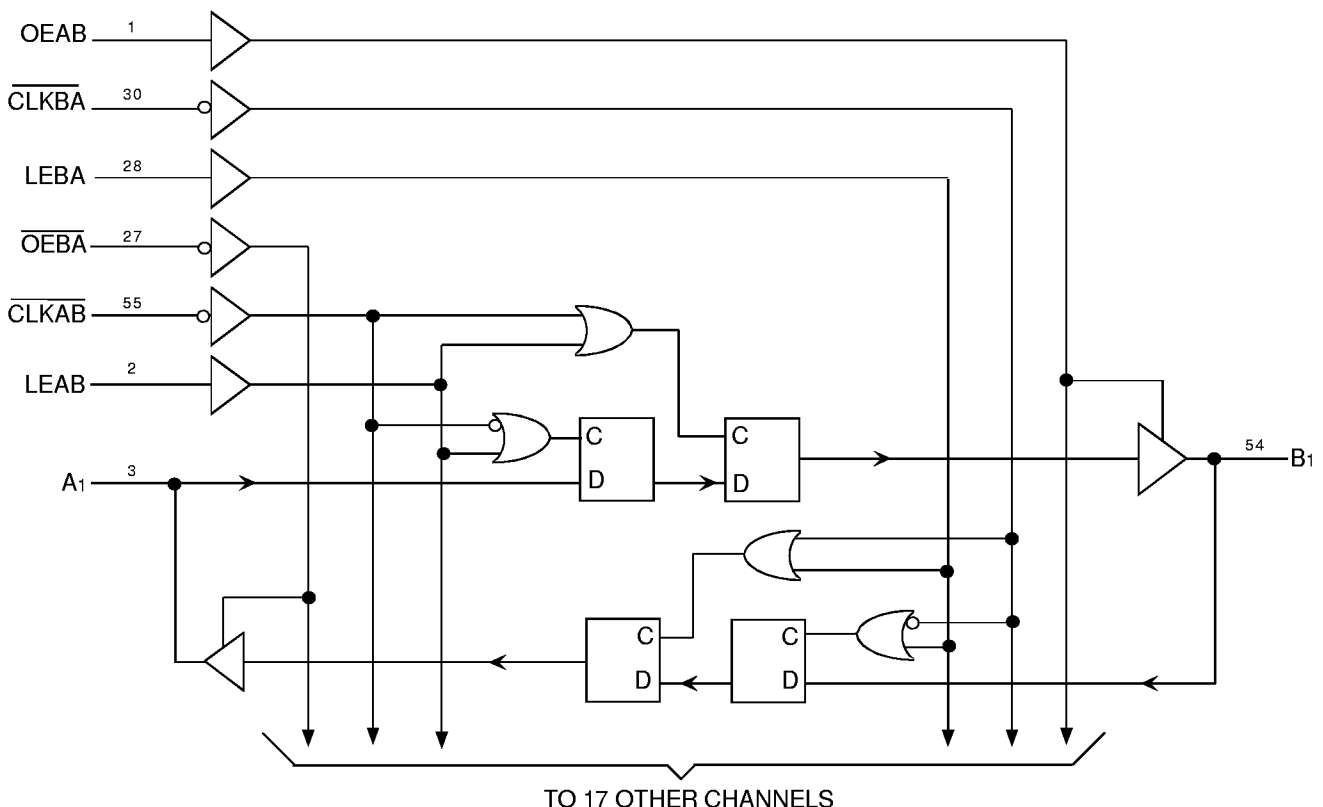 OEAB 1
CLKBA 30
LEBA 28
OEBA 27
CLKAB 55
LEAB 2
C
C
A1 3
D
D
54 B1
C
C
D
D
TO 17 OTHER CHANNELS